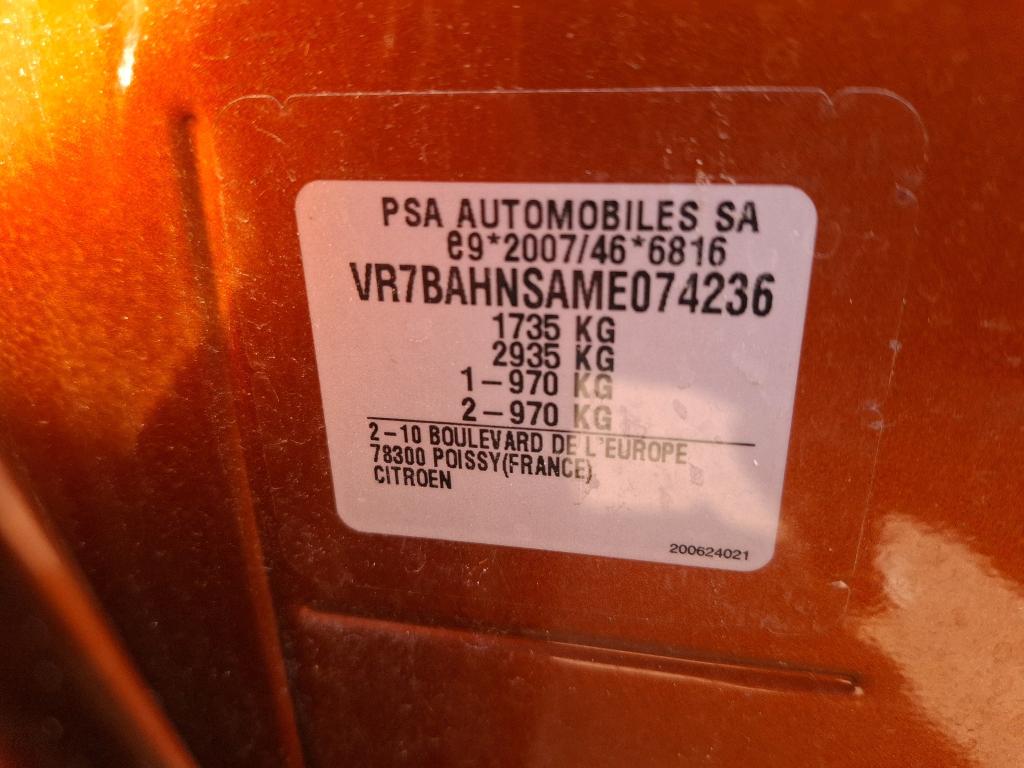 PSA AUTOMOBILES SA
e9*2007/46*6816
VR7BAHNSAME074236
1735 KG
2935 KG
1-970 KG
2-970 KG
2-10 BOULEVARD DE L'EUROPE
78300 POISSY(FRANCE)
CITROEN
200624021